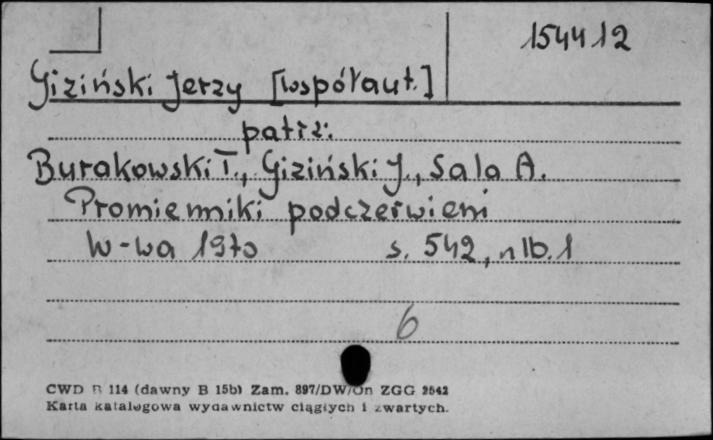 154412
Giziński Jerzy [współaut.]
patrz:
Burakowski T., Giziński J., Sala A.
Promienniki podczerwieni
W-wa 1970 s. 542, nlb. 1
6
CWD B 114 (dawny B 15b) Zam. 897/DW/On ZGG 2542
Karta katalogowa wydawnictw ciągłych i zwartych.